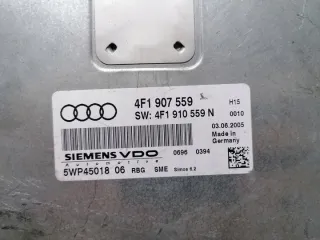 4F1 907 559
H15
SW: 4F1 910 559 N
0010
03.06.2005
Made in
Germany
SIEMENS VDO
Automotive
0696 0394
5WP45018 06 RBG SME Simos 6.2